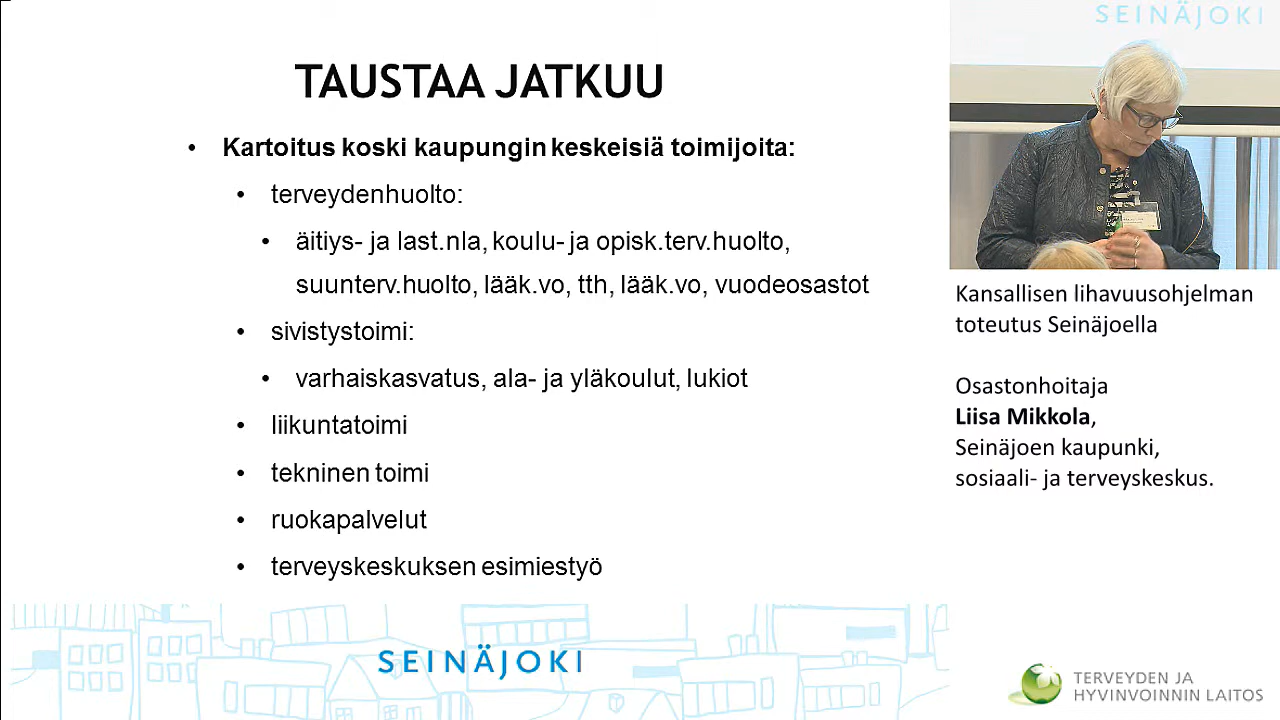 TAUSTAA JATKUU
• Kartoitus koski kaupungin keskeisiä toimijoita:
• terveydenhuolto:
• äitiys- ja last.nla, koulu- ja opisk.terv.huolto,
suunterv.huolto, lääk.vo, tth, lääk.vo, vuodeosastot
• sivistystoimi:
• varhaiskasvatus, ala- ja yläkoulut, lukiot
• liikuntatoimi
• tekninen toimi
• ruokapalvelut
• terveyskeskuksen esimiestyö
SEINÄJOKI
SEINÄJOKI
Kansallisen lihavuusohjelman
toteutus Seinäjoella
Osastonhoitaja
Liisa Mikkola,
Seinäjoen kaupunki,
sosiaali- ja terveyskeskus.
TERVEYDEN JA
HYVINVOINNIN LAITOS